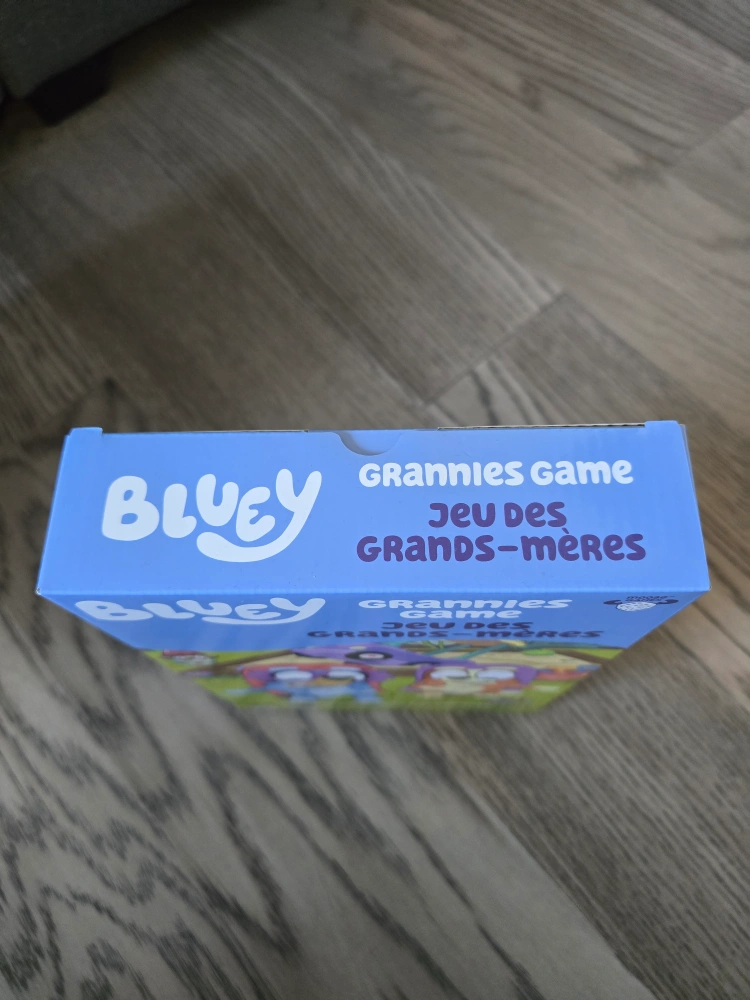 BLUEY
GRANNIES GAME
JEU DES
GRANDS-MÈRES
BLUEY
GRANNIES
GAME
JEU DES
GRANDS-MÈRES